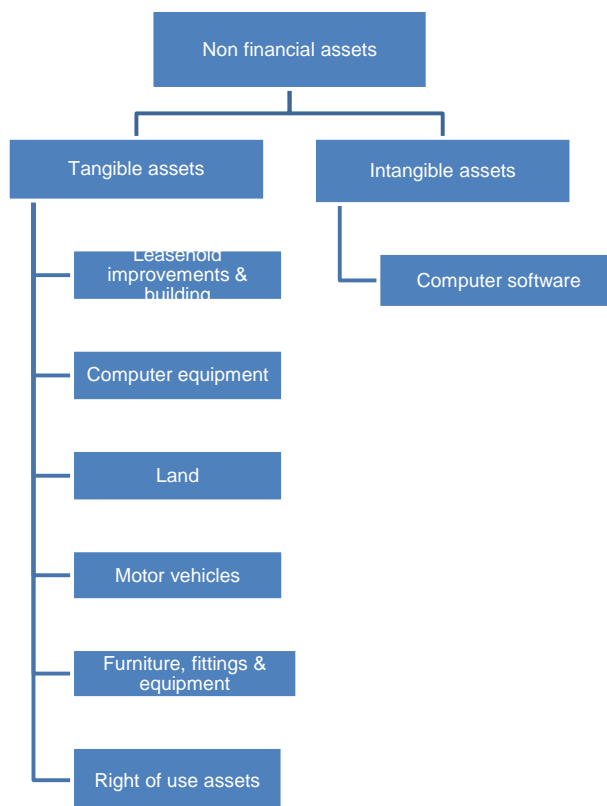 Non financial assets
Tangible assets
Intangible assets
Leasehold
improvements &
building
Computer software
Computer equipment
Land
Motor vehicles
Furniture, fittings &
equipment
Right of use assets